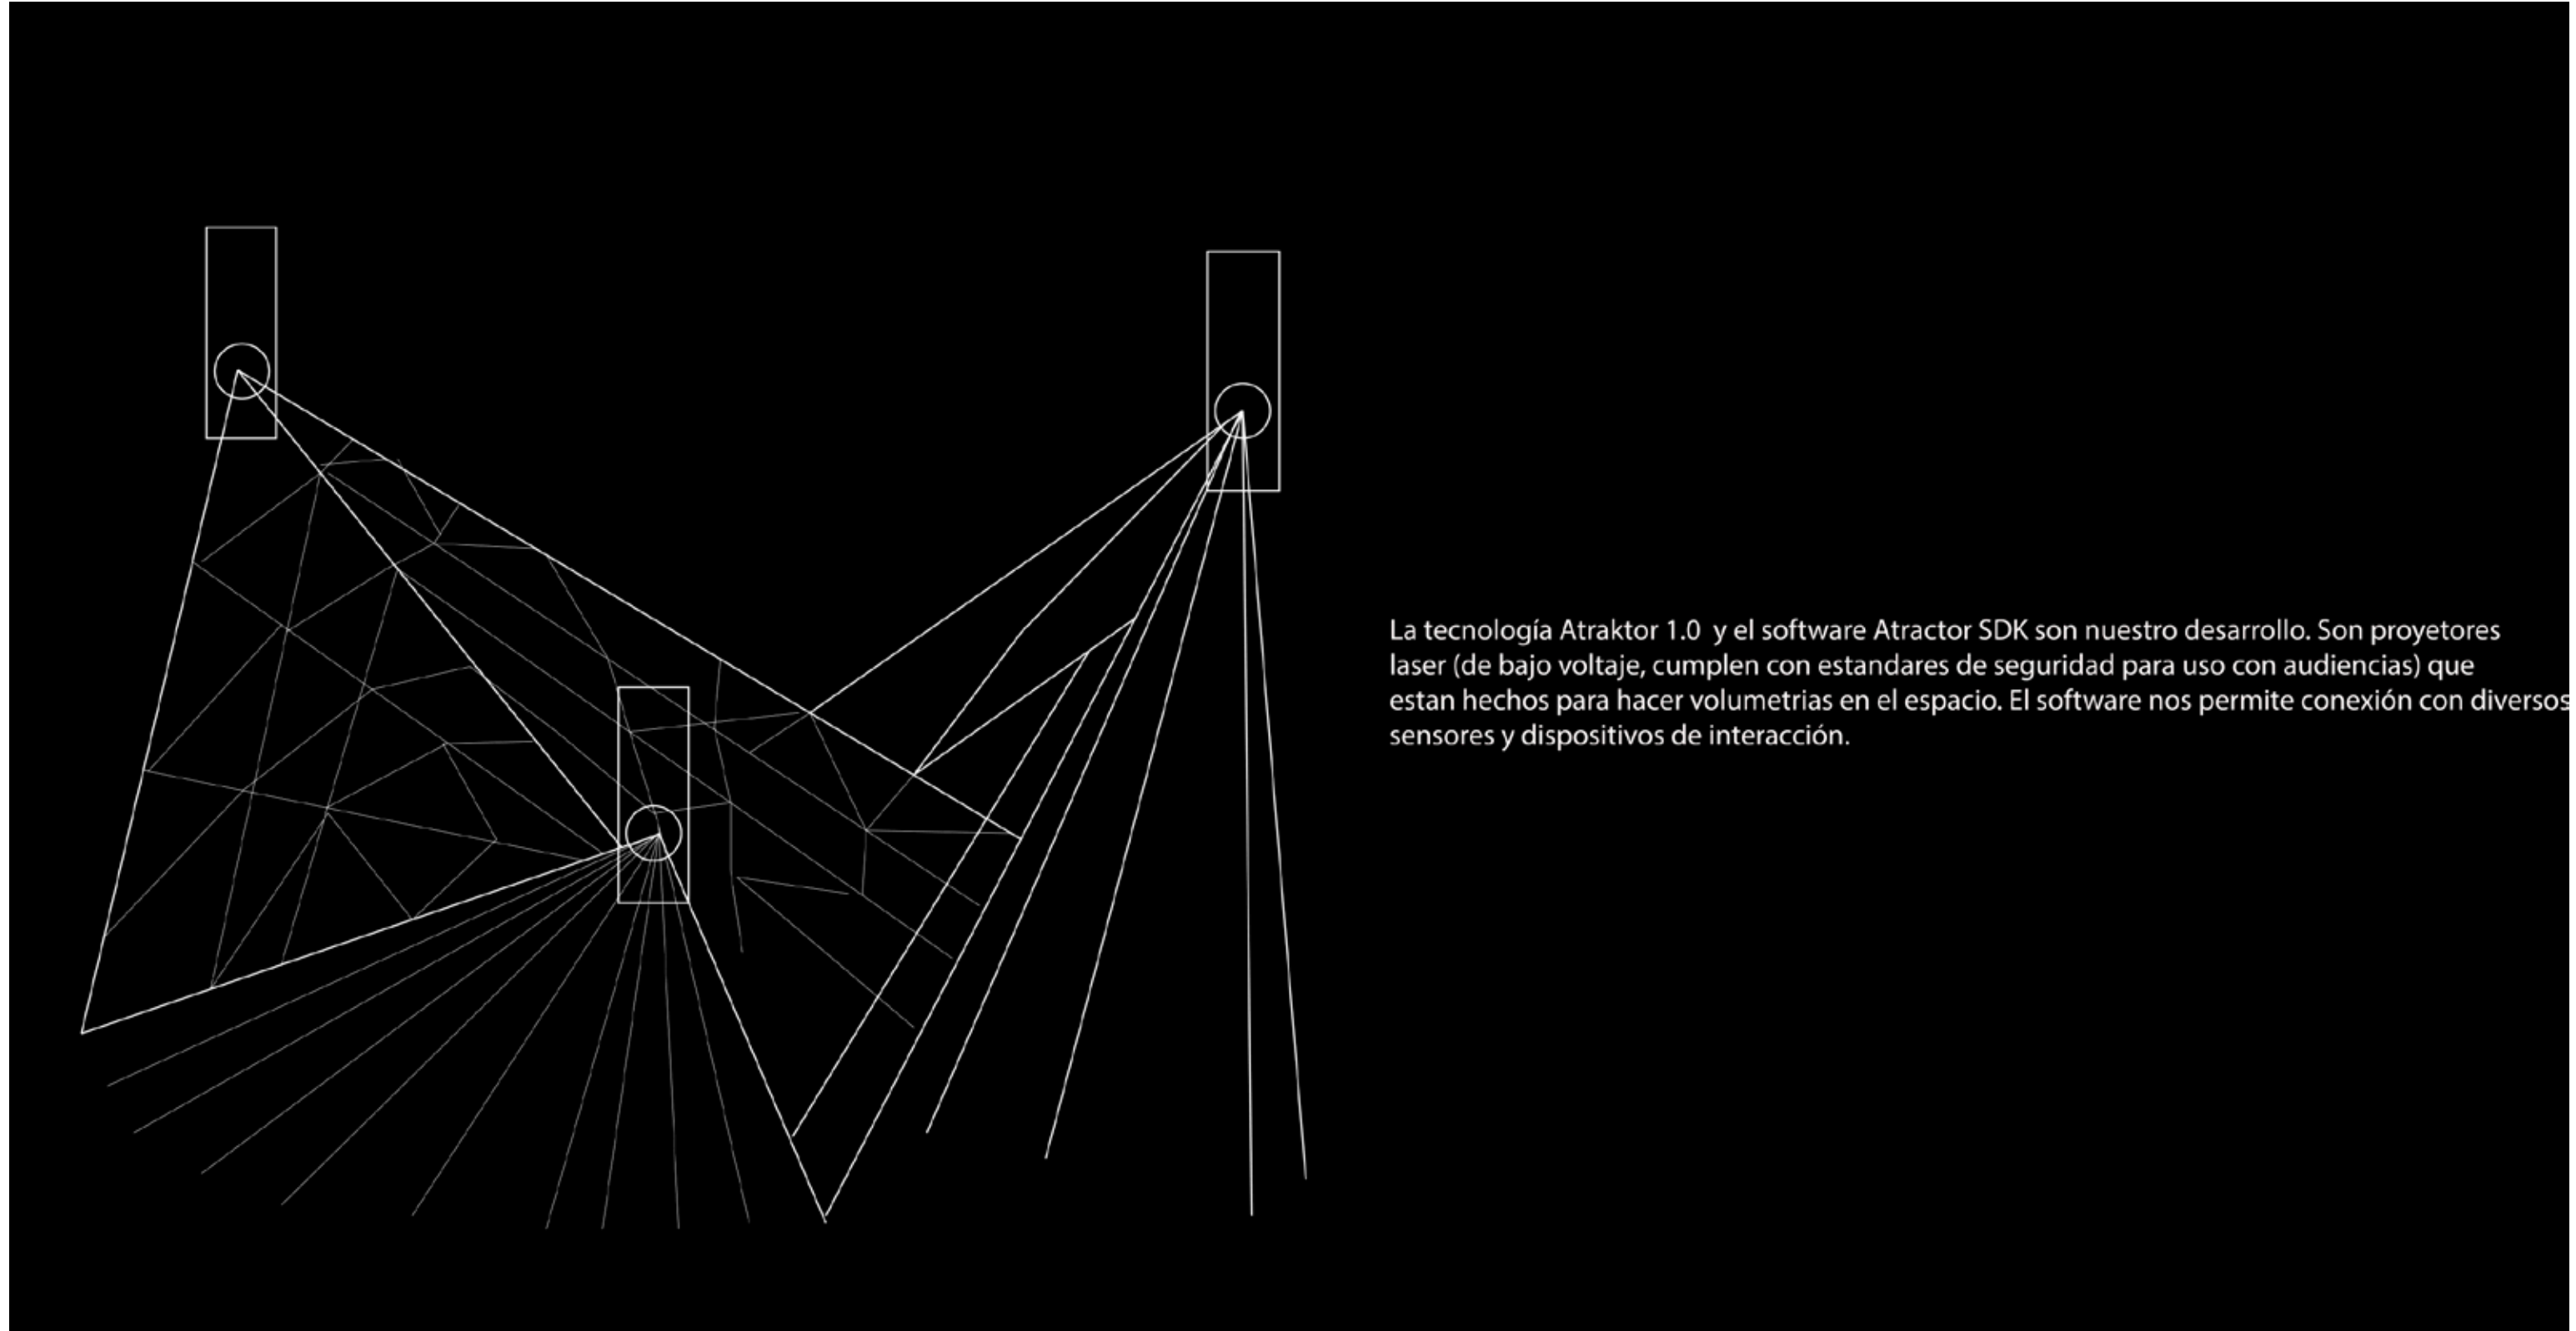 La tecnología Atraktor 1.0  y el software Atractor SDK son nuestro desarrollo. Son proyetores
laser (de bajo voltaje, cumplen con estandares de seguridad para uso con audiencias) que
estan hechos para hacer volumetrias en el espacio. El software nos permite conexión con diversos
sensores y dispositivos de interacción.